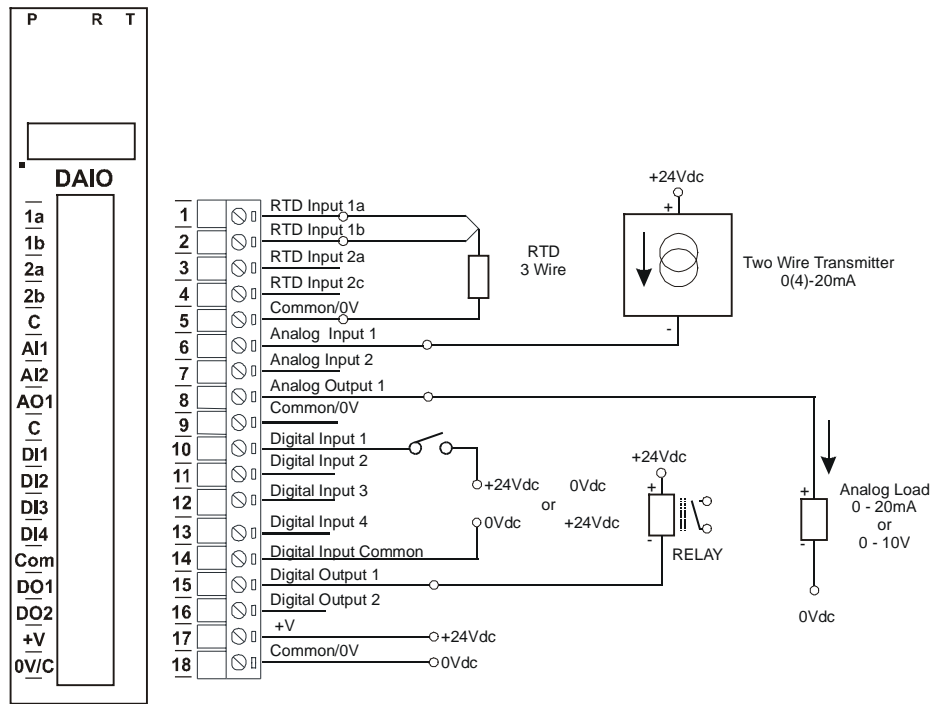 P R T
DAIO
1a
1b
2a
2b
C
AI1
AI2
AO1
C
DI1
DI2
DI3
DI4
Com
DO1
DO2
+V
0V/C
1 RTD Input 1a
2 RTD Input 1b
3 RTD Input 2a
4 RTD Input 2c
5 Common/0V
6 Analog Input 1
7 Analog Input 2
8 Analog Output 1
9 Common/0V
10 Digital Input 1
11 Digital Input 2
12 Digital Input 3
13 Digital Input 4
14 Digital Input Common
15 Digital Output 1
16 Digital Output 2
17 +V
18 Common/0V
RTD
3 Wire
+24Vdc
+
-
Two Wire Transmitter
0(4)-20mA
+24Vdc 0Vdc
or
0Vdc +24Vdc
+24Vdc
+
-
RELAY
+
-
Analog Load
0 - 20mA
or
0 - 10V
0Vdc
+24Vdc
0Vdc